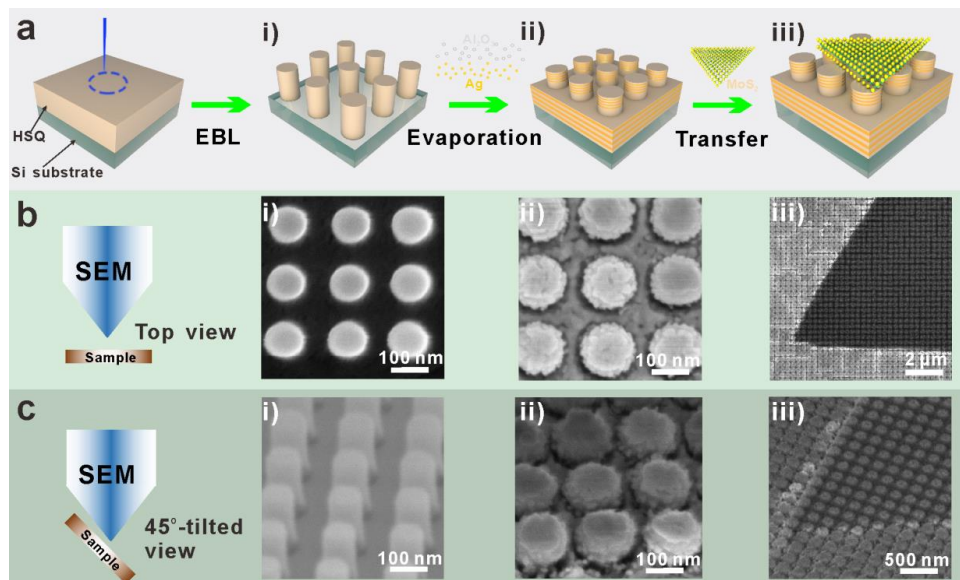 a
i)
ii)
iii)
Al₂O₃
Ag
MoS₂
HSQ
Si substrate
EBL
Evaporation
Transfer
b
i)
ii)
iii)
SEM
Top view
Sample
100 nm
100 nm
2 μm
c
i)
ii)
iii)
SEM
Sample
45°-tilted
view
100 nm
100 nm
500 nm